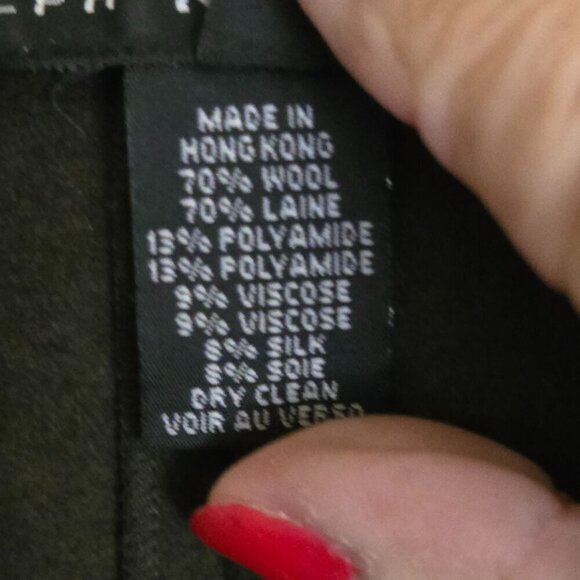 MADE IN
HONG KONG
70% WOOL
70% LAINE
13% POLYAMIDE
13% POLYAMIDE
9% VISCOSE
9% VISCOSE
8% SILK
8% SOIE
DRY CLEAN
VOIR AU VERSO